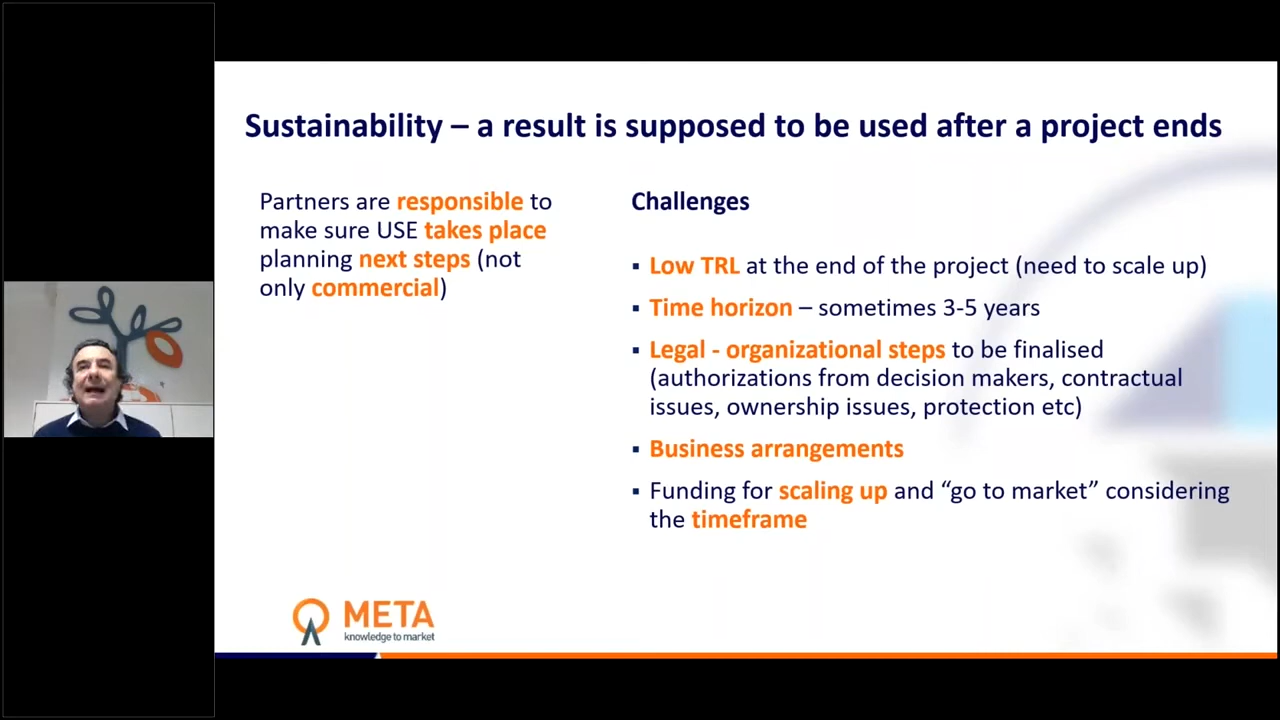 Sustainability – a result is supposed to be used after a project ends
Partners are responsible to
make sure USE takes place
planning next steps (not
only commercial)
Challenges
▪ Low TRL at the end of the project (need to scale up)
▪ Time horizon – sometimes 3-5 years
▪ Legal - organizational steps to be finalised
(authorizations from decision makers, contractual
issues, ownership issues, protection etc)
▪ Business arrangements
▪ Funding for scaling up and “go to market” considering
the timeframe
META
knowledge to market